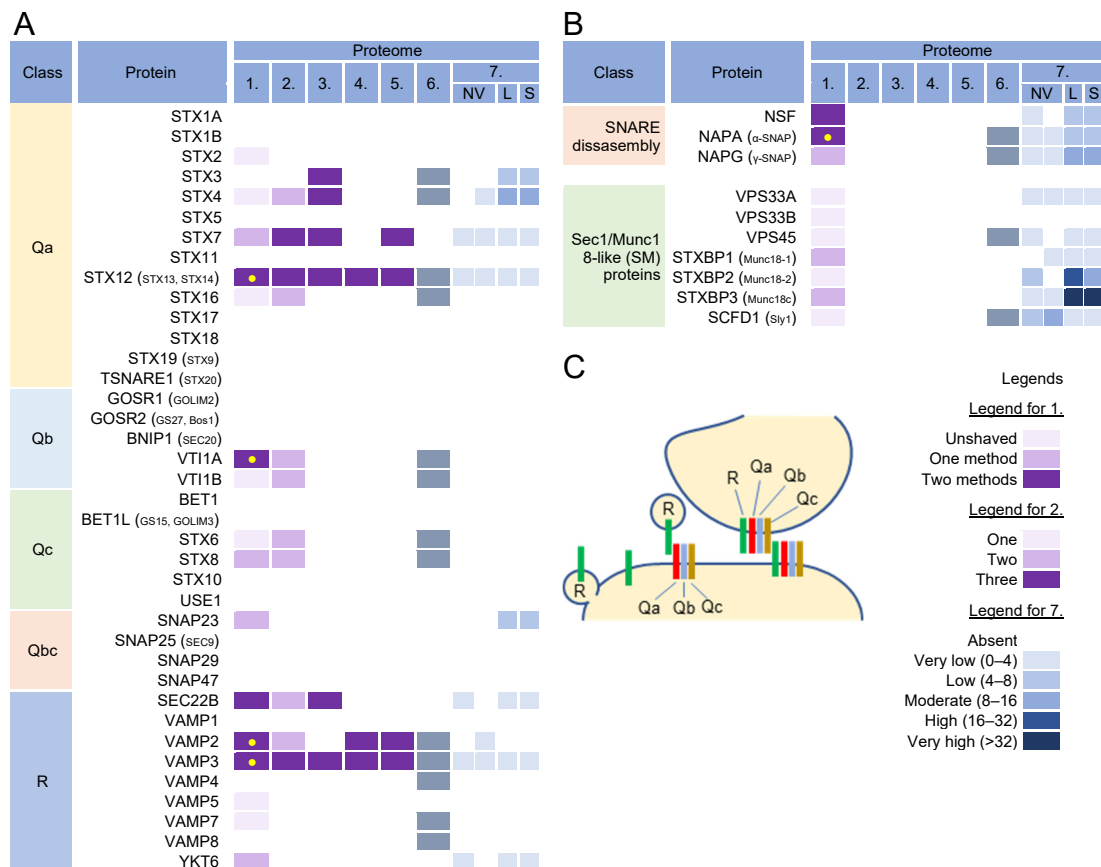 A
Class
Protein
Proteome
1.
2.
3.
4.
5.
6.
7.
NV
L
S
Qa
STX1A
STX1B
STX2
STX3
STX4
STX5
STX7
STX11
STX12 (STX13, STX14)
STX16
STX17
STX18
STX19 (STX9)
TSNARE1 (STX20)
Qb
GOSR1 (GOLIM2)
GOSR2 (GS27, Bos1)
BNIP1 (SEC20)
VTI1A
VTI1B
Qc
BET1
BET1L (GS15, GOLIM3)
STX6
STX8
STX10
USE1
Qbc
SNAP23
SNAP25 (SEC9)
SNAP29
SNAP47
R
SEC22B
VAMP1
VAMP2
VAMP3
VAMP4
VAMP5
VAMP7
VAMP8
YKT6
B
Class
Protein
Proteome
1.
2.
3.
4.
5.
6.
7.
NV
L
S
SNARE
dissasembly
NSF
NAPA (α-SNAP)
NAPG (γ-SNAP)
Sec1/Munc1
8-like (SM)
proteins
VPS33A
VPS33B
VPS45
STXBP1 (Munc18-1)
STXBP2 (Munc18-2)
STXBP3 (Munc18c)
SCFD1 (Sly1)
C
R
Qa
Qb
Qc
R
R
Qa
Qb
Qc
Legends
Legend for 1.
Unshaved
One method
Two methods
Legend for 2.
One
Two
Three
Legend for 7.
Absent
Very low (0–4)
Low (4–8)
Moderate (8–16
High (16–32)
Very high (>32)